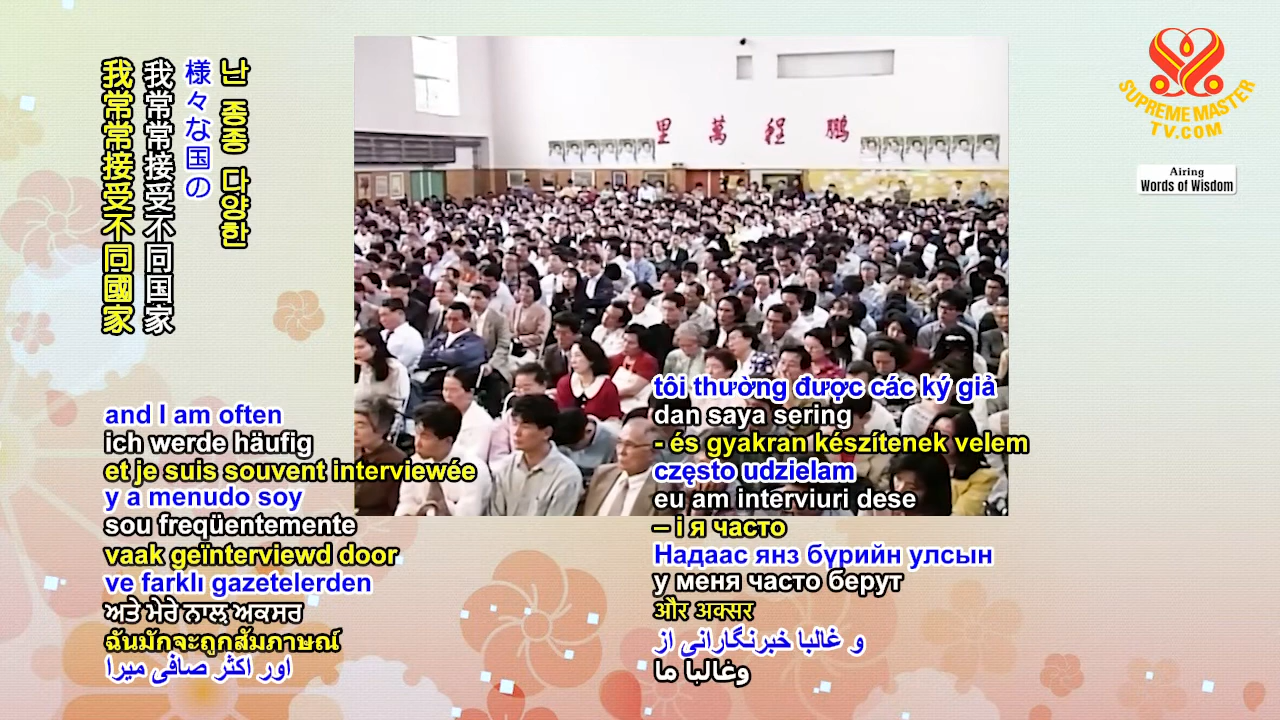 SUPREME MASTER
TV.COM
Airing
Words of Wisdom
里 萬 程 鹏
我常常接受不同國家
我常常接受不同国家
様々な国の
난 종종 다양한
and I am often
ich werde häufig
et je suis souvent interviewée
y a menudo soy
sou freqüentemente
vaak geïnterviewd door
ve farklı gazetelerden
ਅਤੇ ਮੇਰੇ ਨਾਲ਼ ਅਕਸਰ
ฉันมักจะถูกสัมภาษณ์
اور اکثر صافی میرا
tôi thường được các ký giả
dan saya sering
- és gyakran készítenek velem
często udzielam
eu am interviuri dese
– і я часто
Надаас янз бүрийн улсын
у меня часто берут
और अक्सर
و غالبا خبرنگارانی از
وغالبا ما